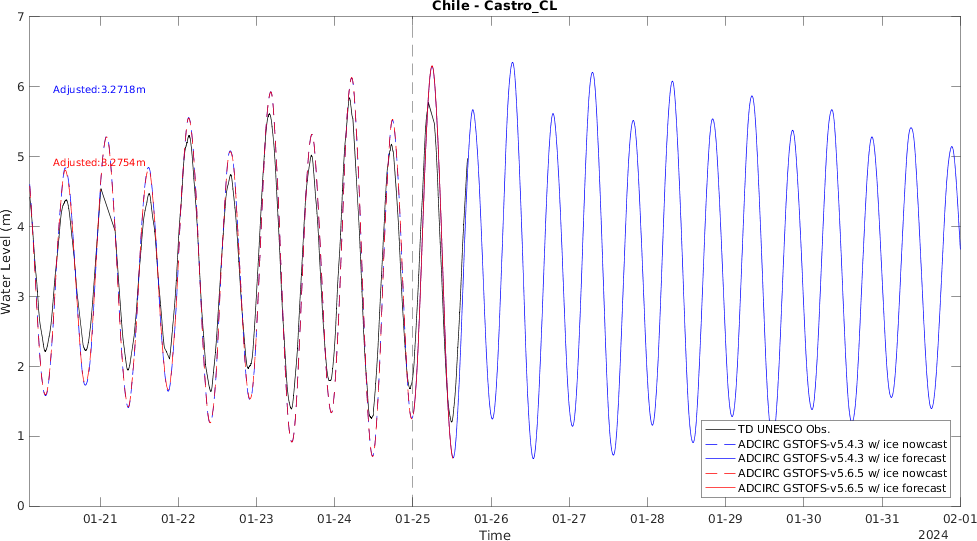 Chile - Castro_CL
7
6
5
4
3
2
1
0
Water Level (m)
Adjusted:3.2718m
Adjusted:3.2754m
TD UNESCO Obs.
ADCIRC GSTOFS-v5.4.3 w/ ice nowcast
ADCIRC GSTOFS-v5.4.3 w/ ice forecast
ADCIRC GSTOFS-v5.6.5 w/ ice nowcast
ADCIRC GSTOFS-v5.6.5 w/ ice forecast
01-21 01-22 01-23 01-24 01-25 01-26 01-27 01-28 01-29 01-30 01-31 02-01
Time
2024